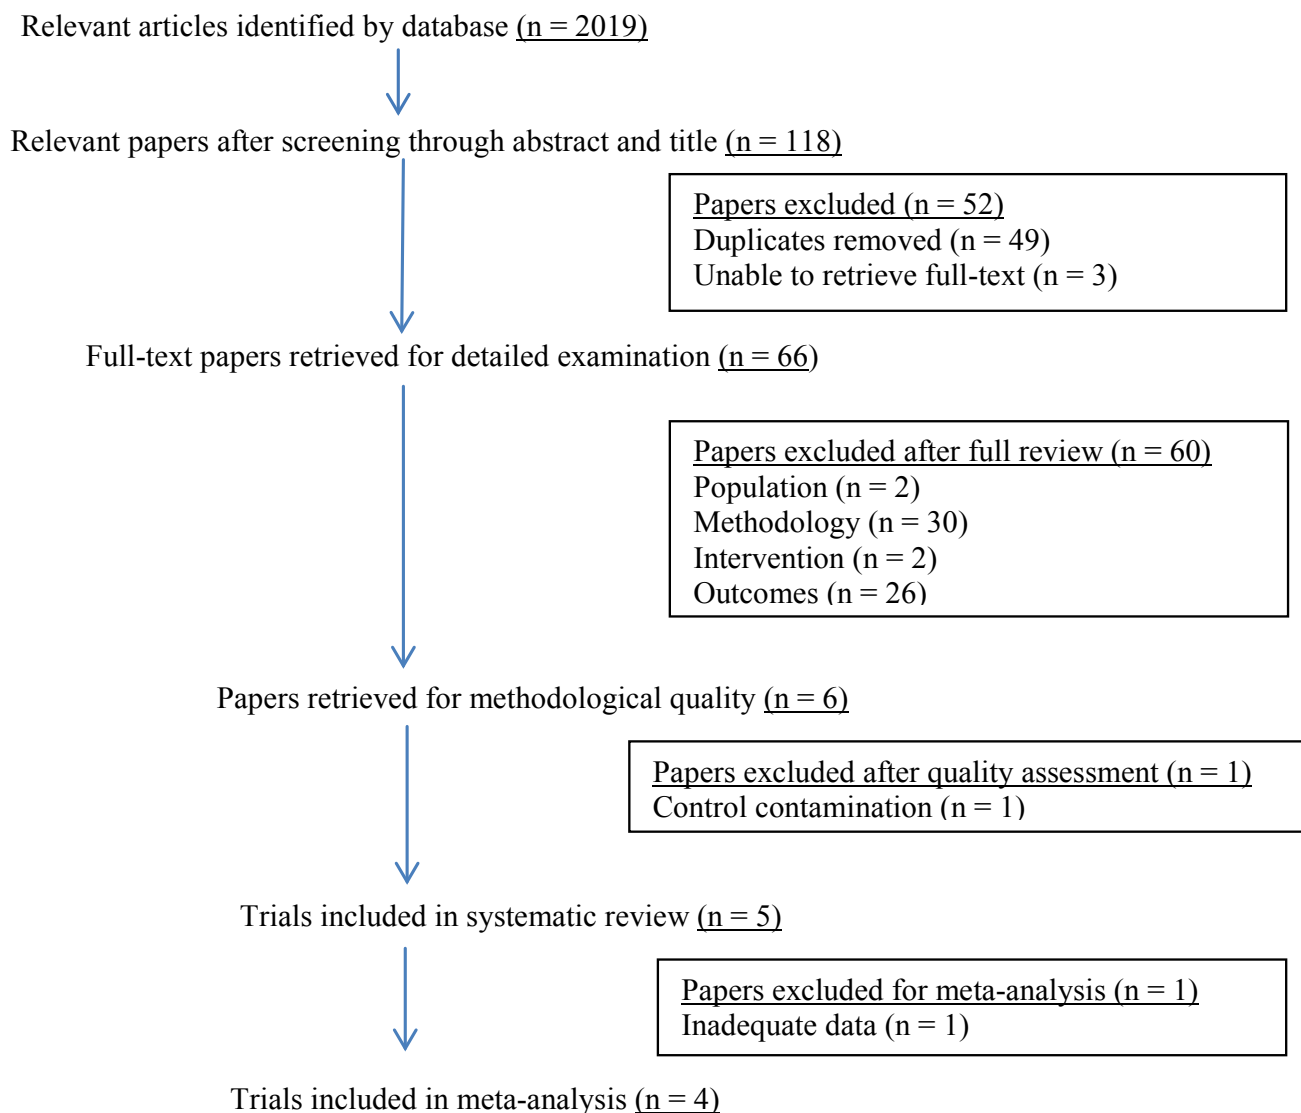 Relevant articles identified by database (n = 2019)
Relevant papers after screening through abstract and title (n = 118)
Papers excluded (n = 52)
Duplicates removed (n = 49)
Unable to retrieve full-text (n = 3)
Full-text papers retrieved for detailed examination (n = 66)
Papers excluded after full review (n = 60)
Population (n = 2)
Methodology (n = 30)
Intervention (n = 2)
Outcomes (n = 26)
Papers retrieved for methodological quality (n = 6)
Papers excluded after quality assessment (n = 1)
Control contamination (n = 1)
Trials included in systematic review (n = 5)
Papers excluded for meta-analysis (n = 1)
Inadequate data (n = 1)
Trials included in meta-analysis (n = 4)